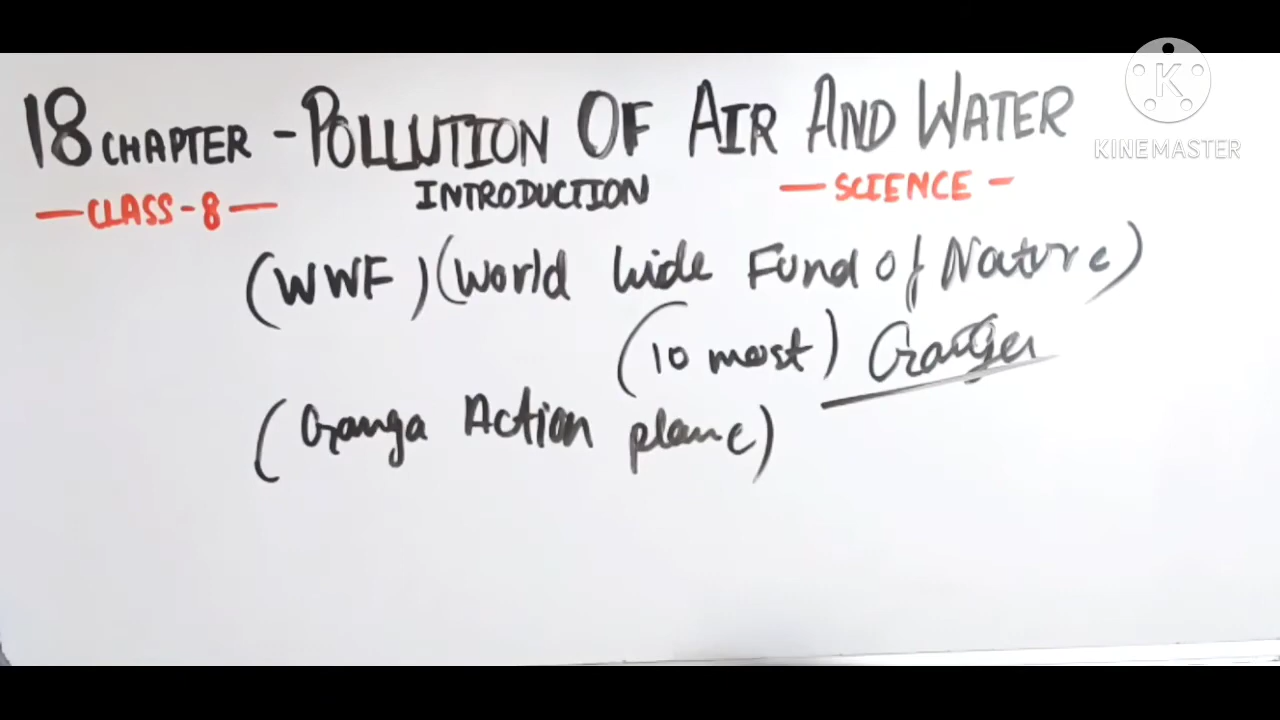 18 CHAPTER - POLLUTION OF AIR AND WATER
— CLASS-8 — INTRODUCTION — SCIENCE —
(WWF) (World Wide Fund of Nature)
(10 most)
(Ganga Action plane)
K
KINEMASTER